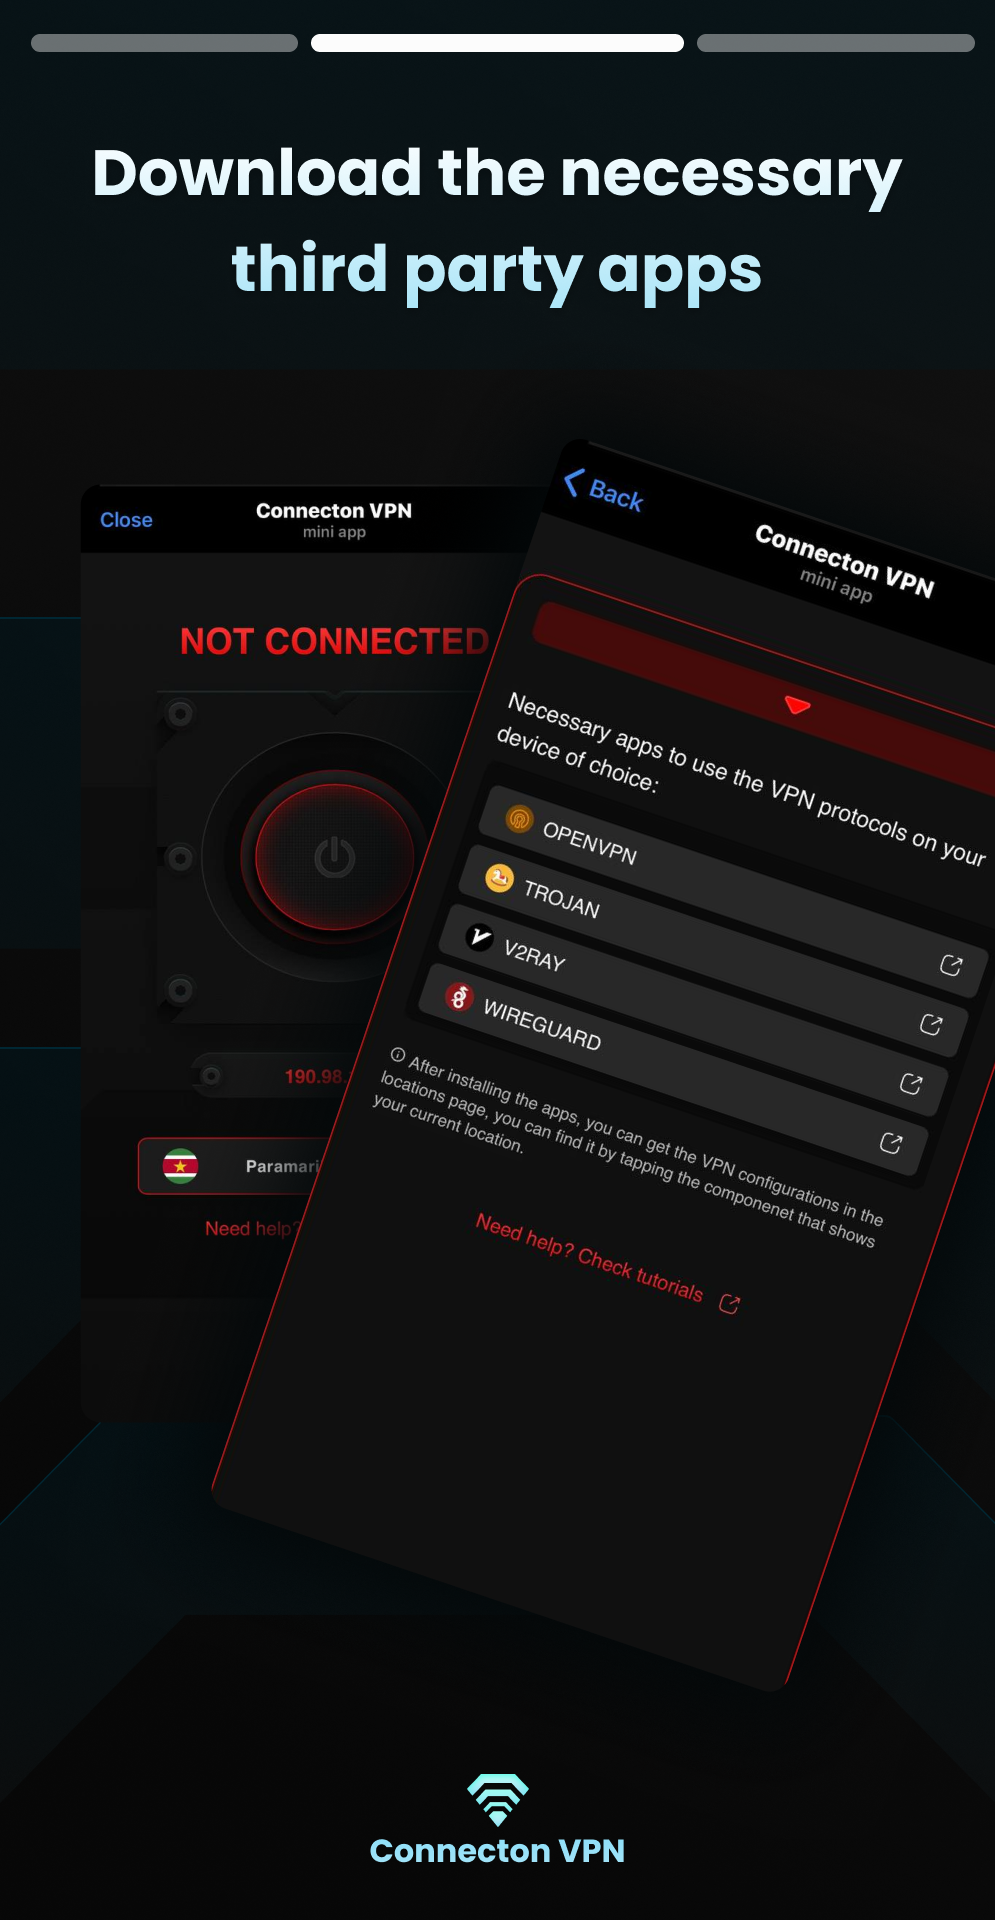 Download the necessary
third party apps
Close
Connecton VPN
mini app
NOT CONNECTED
190.98.
Need help?
Back
Connecton VPN
mini app
Necessary apps to use the VPN protocols on your
device of choice:
OPENVPN
TROJAN
V2RAY
WIREGUARD
After installing the apps, you can get the VPN configurations in the
locations page, you can find it by tapping the componenet that shows
your current location.
Need help? Check tutorials
Connecton VPN